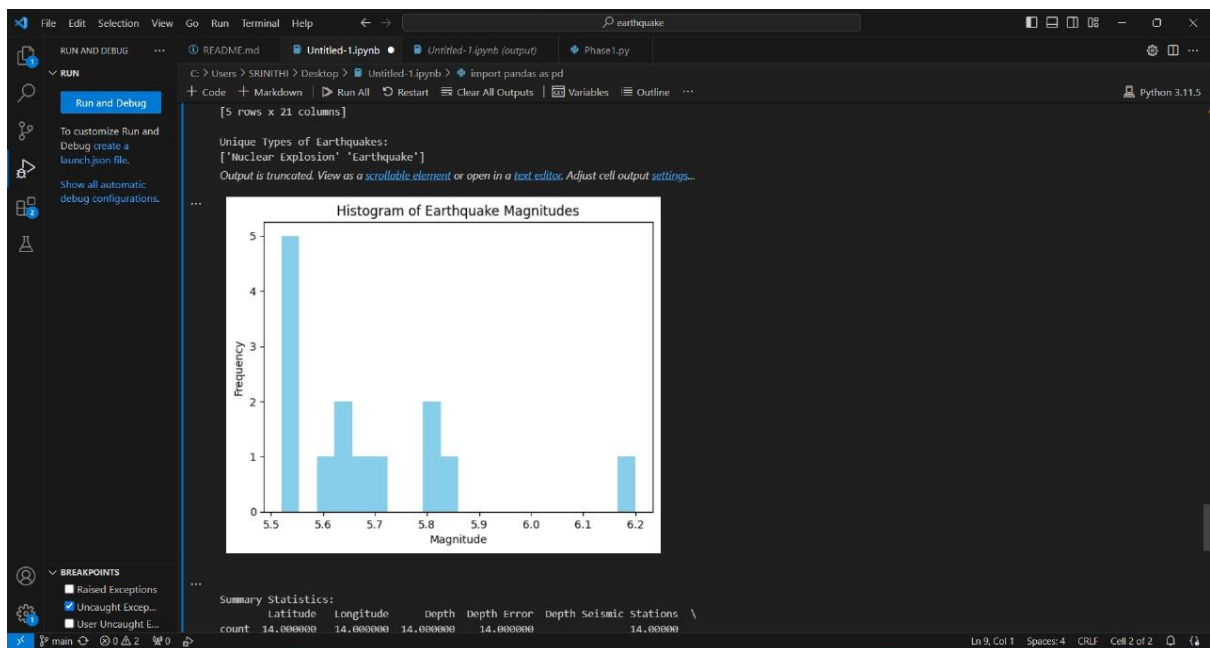 File Edit Selection View Go Run Terminal Help
earthquake
RUN AND DEBUG
README.md
Untitled-1.ipynb
Untitled-1.ipynb (output)
Phase1.py
RUN
Run and Debug
To customize Run and
Debug create a
launch.json file.
Show all automatic
debug configurations.
C: > Users > SRINITHI > Desktop > Untitled-1.ipynb > import pandas as pd
+ Code + Markdown Run All Restart Clear All Outputs Variables Outline ...
Python 3.11.5
[5 rows x 21 columns]
Unique Types of Earthquakes:
['Nuclear Explosion' 'Earthquake']
Output is truncated. View as a scrollable element or open in a text editor. Adjust cell output settings...
Histogram of Earthquake Magnitudes
5
4
3
2
1
0
Frequency
5.5 5.6 5.7 5.8 5.9 6.0 6.1 6.2
Magnitude
Summary Statistics:
Latitude Longitude Depth Depth Error Depth Seismic Stations \
count 14.000000 14.000000 14.000000 14.000000 14.00000
BREAKPOINTS
Raised Exceptions
Uncaught Excep...
User Uncaught E...
main 0 2 0
Ln 9, Col 1 Spaces: 4 CRLF Cell 2 of 2